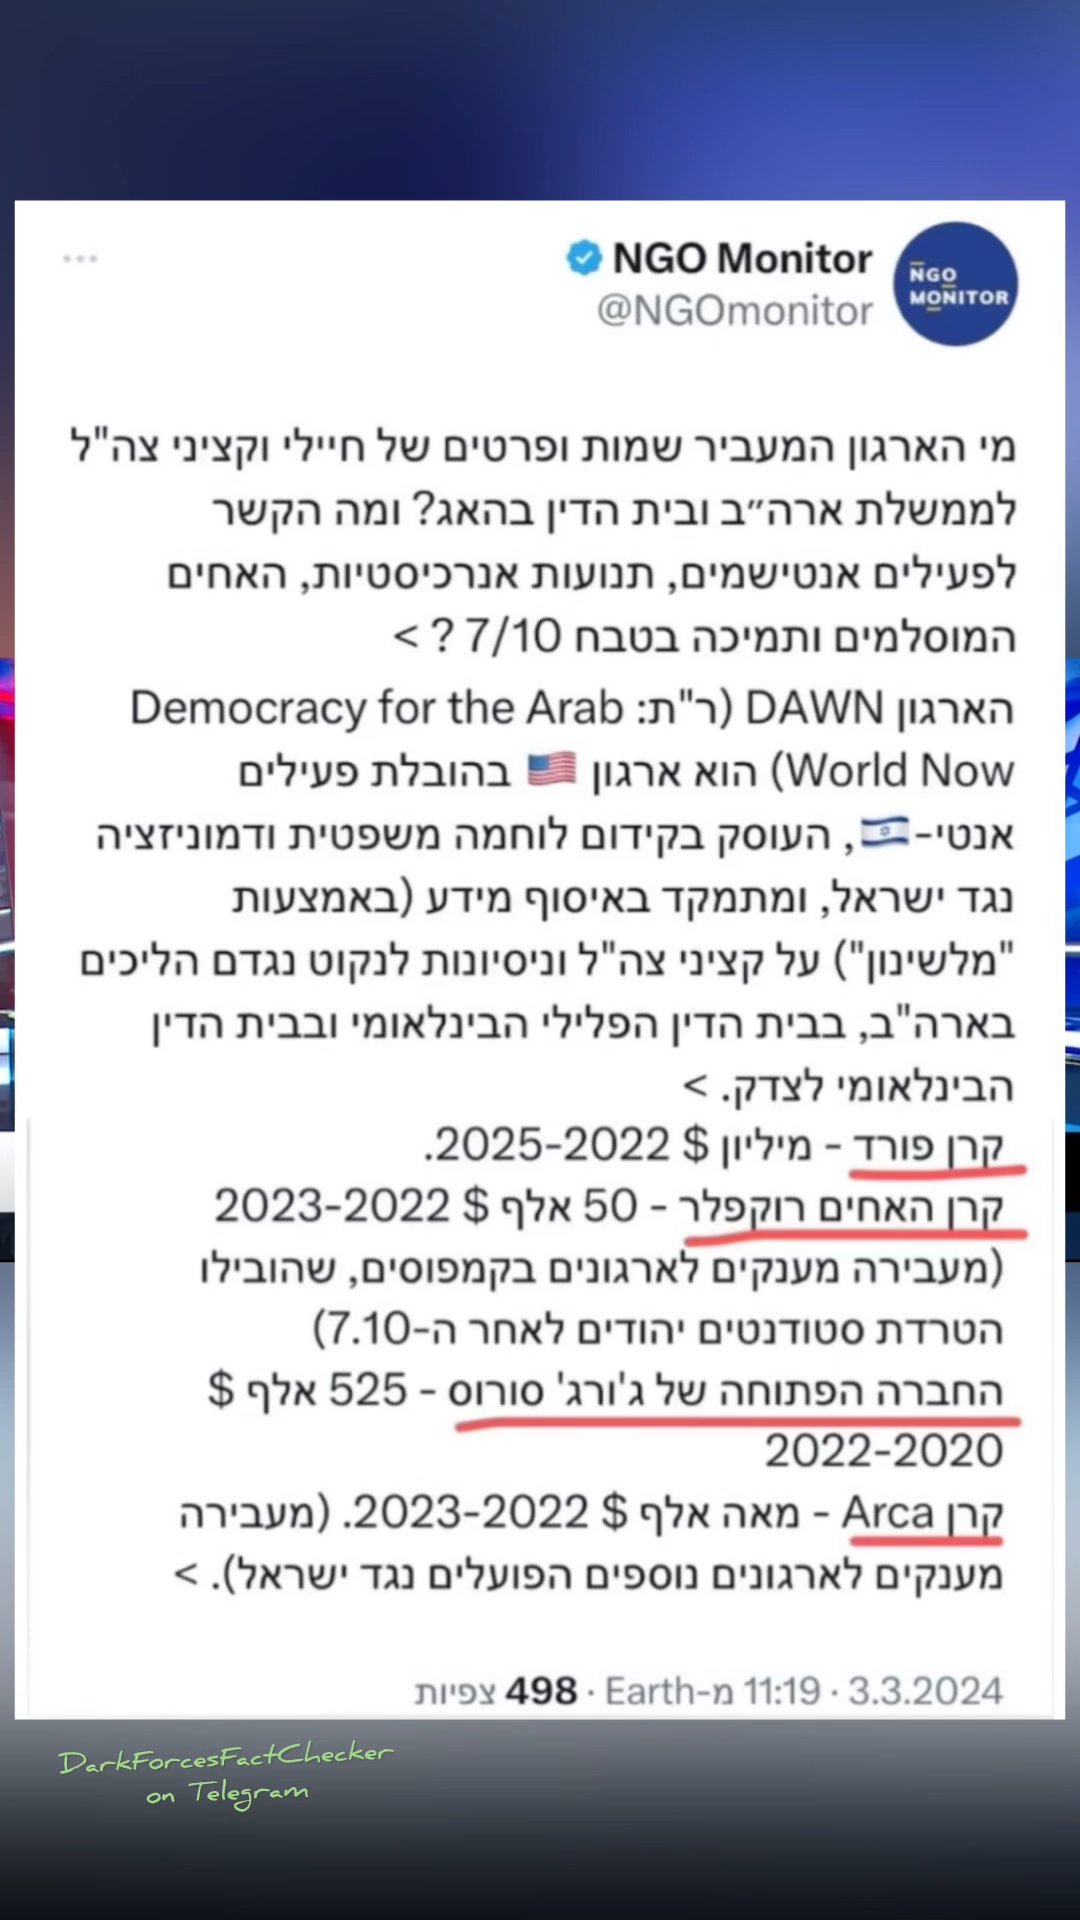 NGO Monitor
@NGOmonitor
NGO
MONITOR
מי הארגון המעביר שמות ופרטים של חיילי וקציני צה"ל
לממשלת ארה״ב ובית הדין בהאג? ומה הקשר
לפעילים אנטישמים, תנועות אנרכיסטיות, האחים
המוסלמים ותמיכה בטבח 7/10 ? >
הארגון DAWN (ר"ת: Democracy for the Arab
World Now) הוא ארגון 🇺🇸 בהובלת פעילים
אנטי-🇮🇱, העוסק בקידום לוחמה משפטית ודמוניזציה
נגד ישראל, ומתמקד באיסוף מידע (באמצעות
"מלשינון") על קציני צה"ל וניסיונות לנקוט נגדם הליכים
בארה"ב, בבית הדין הפלילי הבינלאומי ובבית הדין
הבינלאומי לצדק. >
קרן פורד - מיליון $ 2025-2022.
קרן האחים רוקפלר - 50 אלף $ 2023-2022
(מעבירה מענקים לארגונים בקמפוסים, שהובילו
הטרדת סטודנטים יהודים לאחר ה-7.10)
החברה הפתוחה של ג'ורג' סורוס - 525 אלף $
2022-2020
קרן Arca - מאה אלף $ 2023-2022. (מעבירה
מענקים לארגונים נוספים הפועלים נגד ישראל). >
11:19 · 3.3.2024 מ-Earth · 498 צפיות
DarkForcesFactChecker
on Telegram